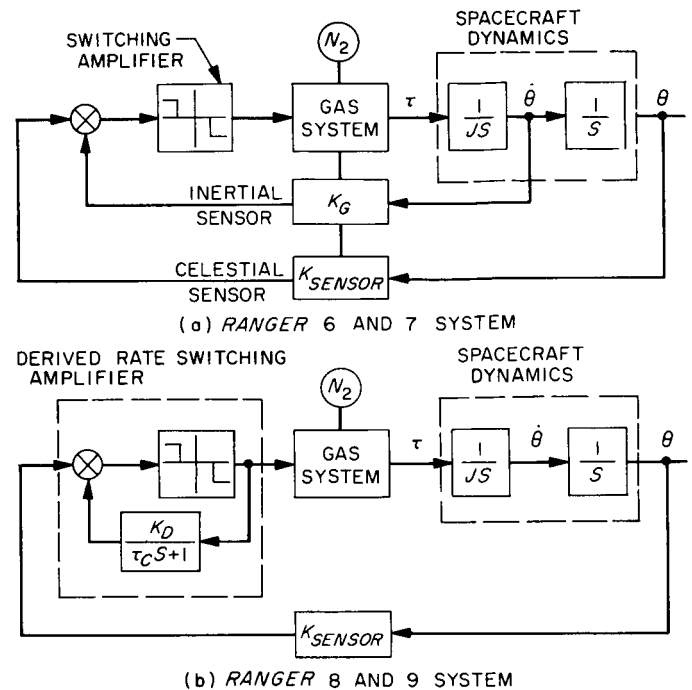 SWITCHING
AMPLIFIER
N2
SPACECRAFT
DYNAMICS
GAS
SYSTEM
τ
1
JS
θ̇
1
S
θ
INERTIAL
SENSOR
KG
CELESTIAL
SENSOR
KSENSOR
(a) RANGER 6 AND 7 SYSTEM
DERIVED RATE SWITCHING
AMPLIFIER
N2
SPACECRAFT
DYNAMICS
GAS
SYSTEM
τ
1
JS
θ̇
1
S
θ
KD
τCS+1
KSENSOR
(b) RANGER 8 AND 9 SYSTEM